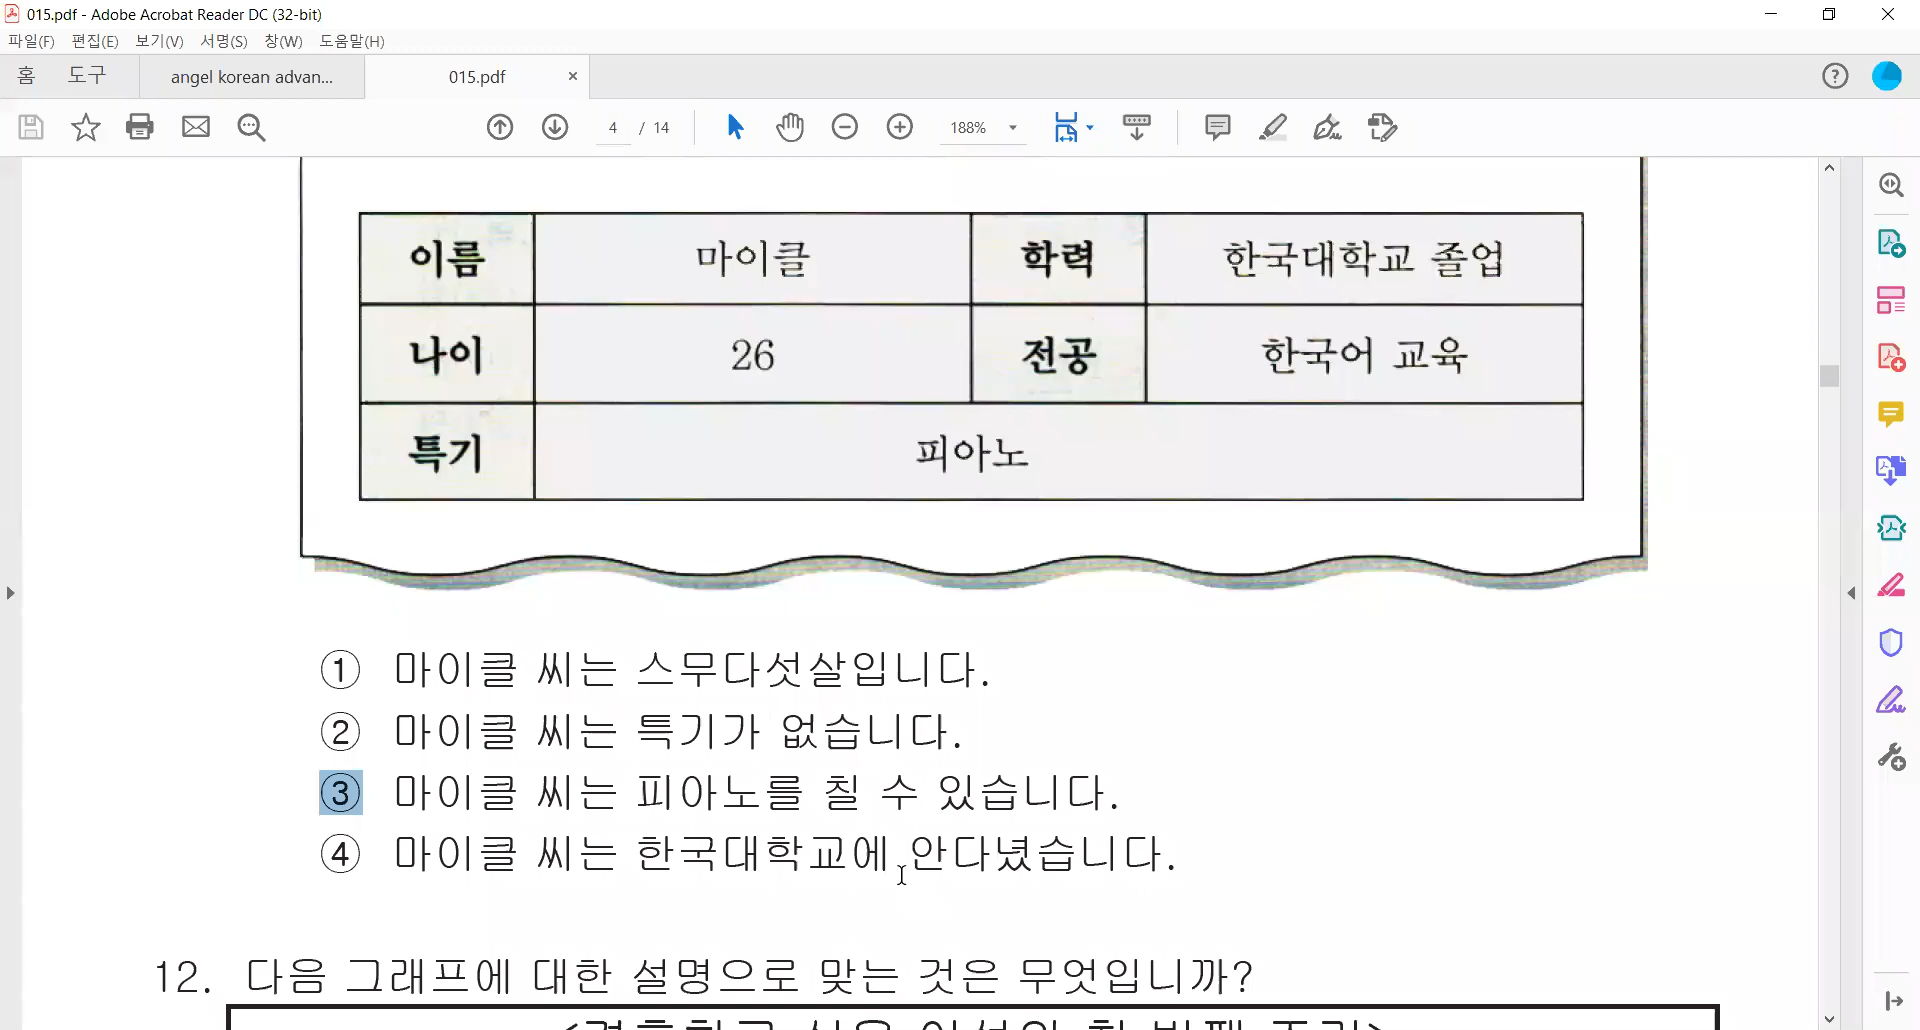 015.pdf - Adobe Acrobat Reader DC (32-bit)
파일(F) 편집(E) 보기(V) 서명(S) 창(W) 도움말(H)
홈 도구 angel korean advan... 015.pdf ×
4 / 14 188%
이름 마이클 학력 한국대학교 졸업
나이 26 전공 한국어 교육
특기 피아노
① 마이클 씨는 스무다섯살입니다.
② 마이클 씨는 특기가 없습니다.
③ 마이클 씨는 피아노를 칠 수 있습니다.
④ 마이클 씨는 한국대학교에 안다녔습니다.
12. 다음 그래프에 대한 설명으로 맞는 것은 무엇입니까?